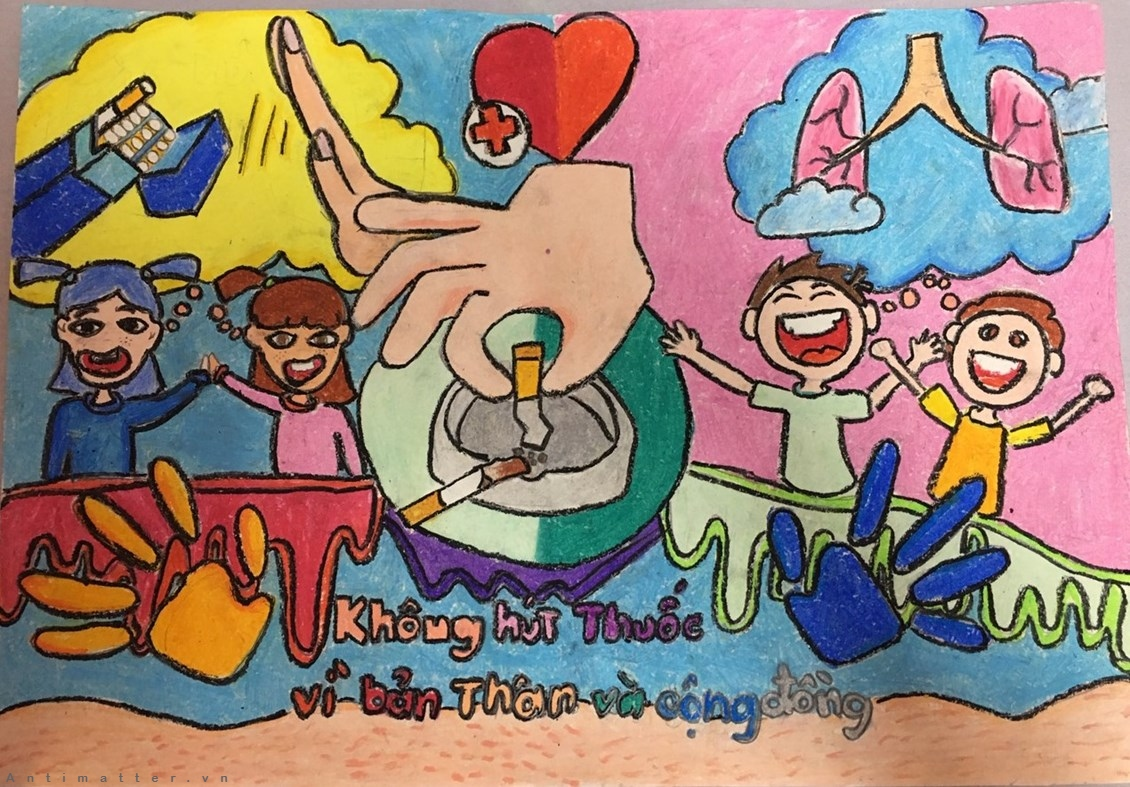 Không hút Thuốc
vì bản Thân và cộng đồng
Antimatter.vn